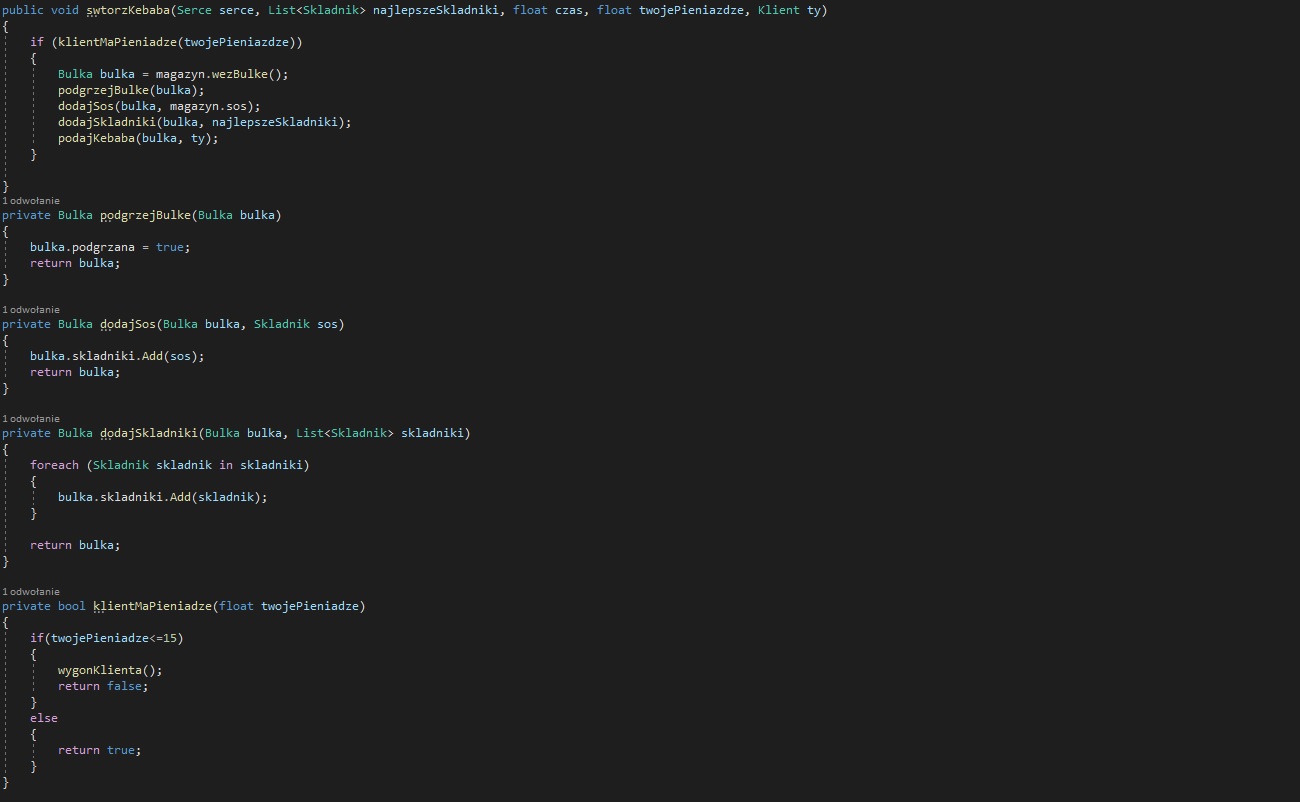 public void swtorzKebaba(Serce serce, List<Skladnik> najlepszeSkladniki, float czas, float twojePieniazdze, Klient ty)
{
if (klientMaPieniadze(twojePieniazdze))
{
Bulka bulka = magazyn.wezBulke();
podgrzejBulke(bulka);
dodajSos(bulka, magazyn.sos);
dodajSkladniki(bulka, najlepszeSkladniki);
podajKebaba(bulka, ty);
}
}
1 odwołanie
private Bulka podgrzejBulke(Bulka bulka)
{
bulka.podgrzana = true;
return bulka;
}
1 odwołanie
private Bulka dodajSos(Bulka bulka, Skladnik sos)
{
bulka.skladniki.Add(sos);
return bulka;
}
1 odwołanie
private Bulka dodajSkladniki(Bulka bulka, List<Skladnik> skladniki)
{
foreach (Skladnik skladnik in skladniki)
{
bulka.skladniki.Add(skladnik);
}
return bulka;
}
1 odwołanie
private bool klientMaPieniadze(float twojePieniadze)
{
if(twojePieniadze<=15)
{
wygonKlienta();
return false;
}
else
{
return true;
}
}